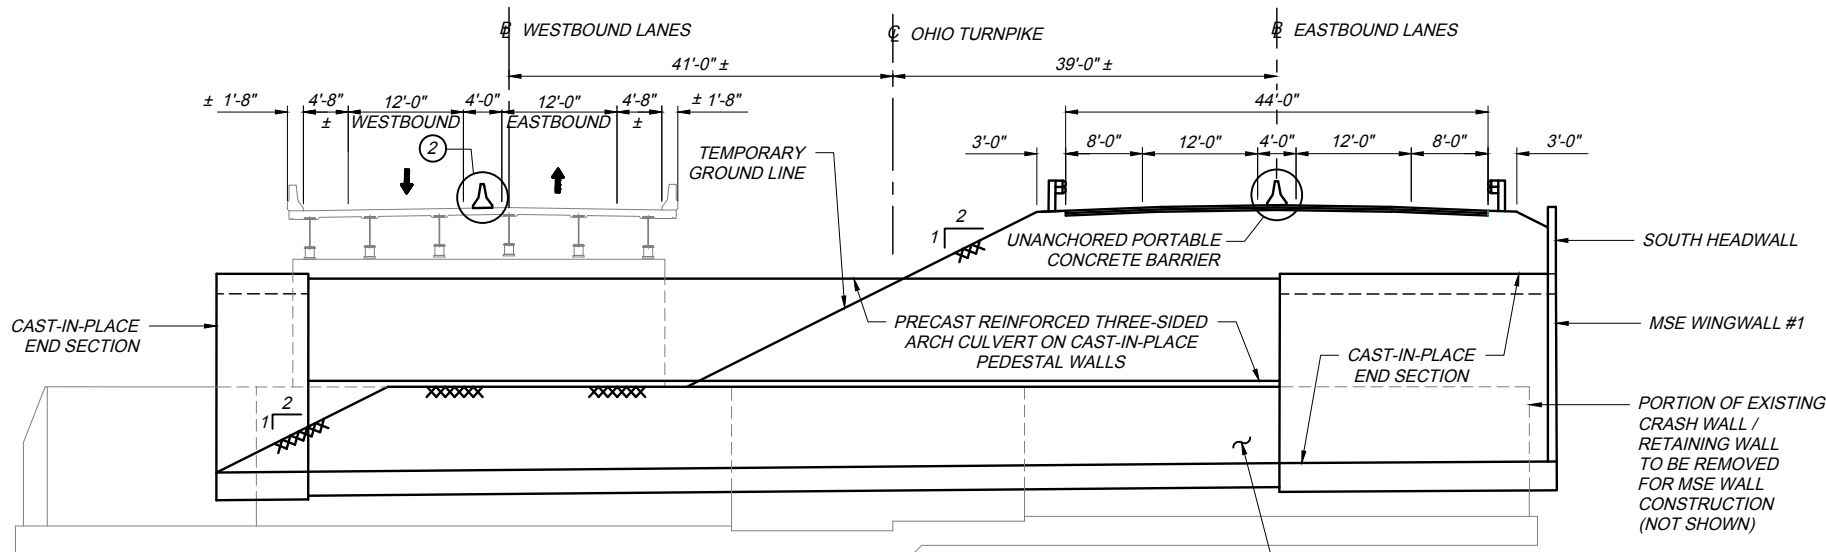 ℄ WESTBOUND LANES
℄ OHIO TURNPIKE
℄ EASTBOUND LANES
41'-0" ±
39'-0" ±
± 1'-8"
4'-8"
±
12'-0"
WESTBOUND
4'-0"
12'-0"
EASTBOUND
4'-8"
±
± 1'-8"
44'-0"
3'-0"
8'-0"
12'-0"
4'-0"
12'-0"
8'-0"
3'-0"
2
TEMPORARY
GROUND LINE
2
1
UNANCHORED PORTABLE
CONCRETE BARRIER
SOUTH HEADWALL
CAST-IN-PLACE
END SECTION
PRECAST REINFORCED THREE-SIDED
ARCH CULVERT ON CAST-IN-PLACE
PEDESTAL WALLS
MSE WINGWALL #1
CAST-IN-PLACE
END SECTION
2
1
PORTION OF EXISTING
CRASH WALL /
RETAINING WALL
TO BE REMOVED
FOR MSE WALL
CONSTRUCTION
(NOT SHOWN)